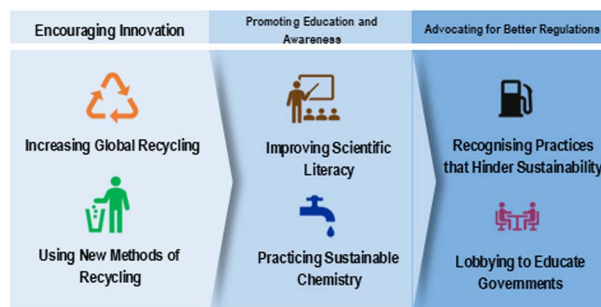 Encouraging Innovation
Promoting Education and
Awareness
Advocating for Better Regulations
Increasing Global Recycling
Using New Methods of
Recycling
Improving Scientific
Literacy
Practicing Sustainable
Chemistry
Recognising Practices
that Hinder Sustainability
Lobbying to Educate
Governments